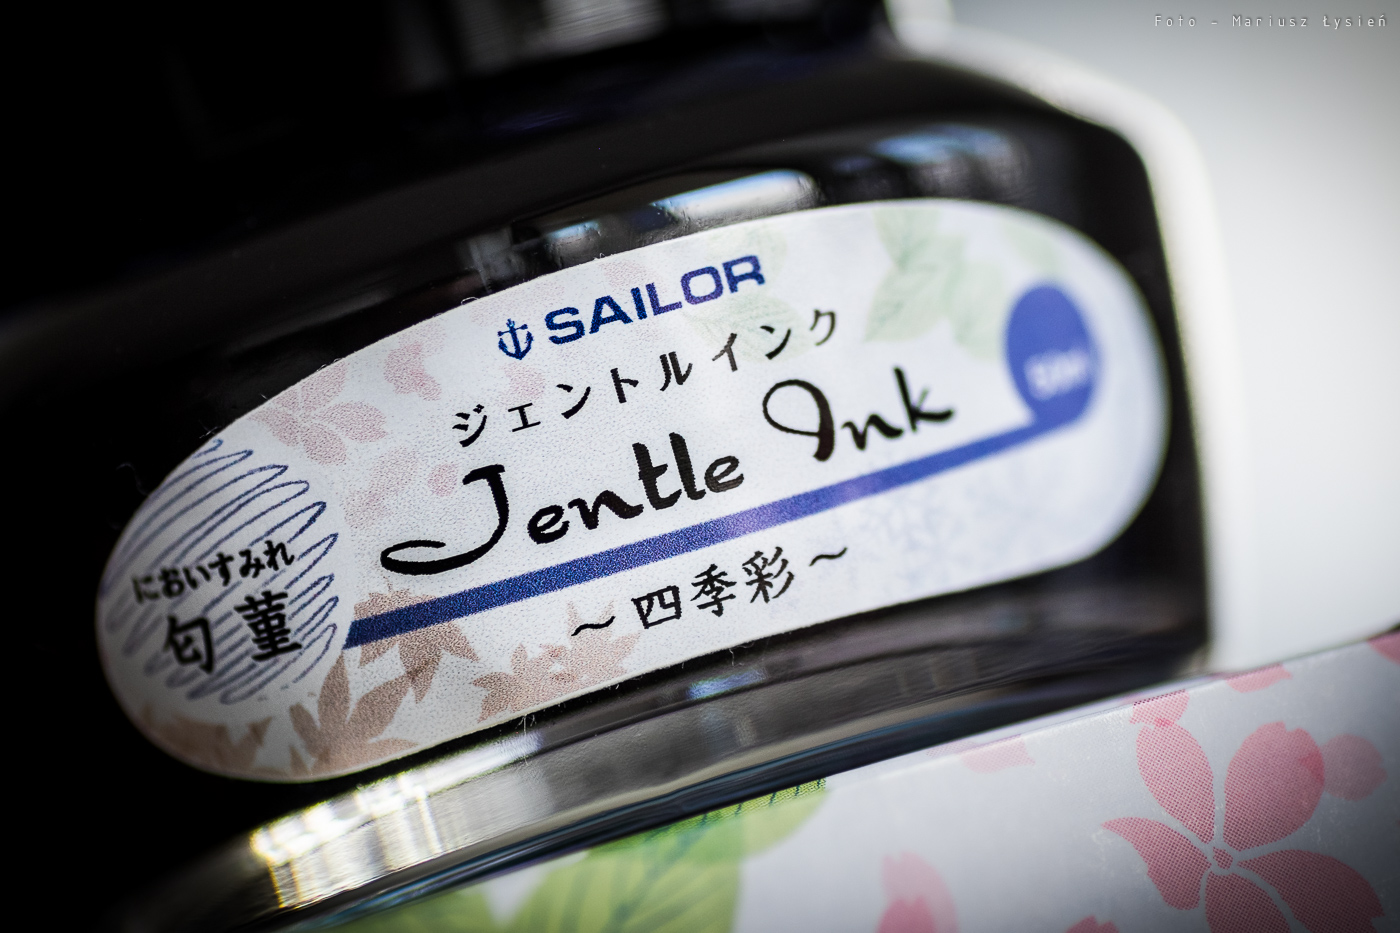 Foto - Mariusz Łysień
SAILOR
ジェントルインク
Jentle Ink
～四季彩～
においすみれ
匂菫